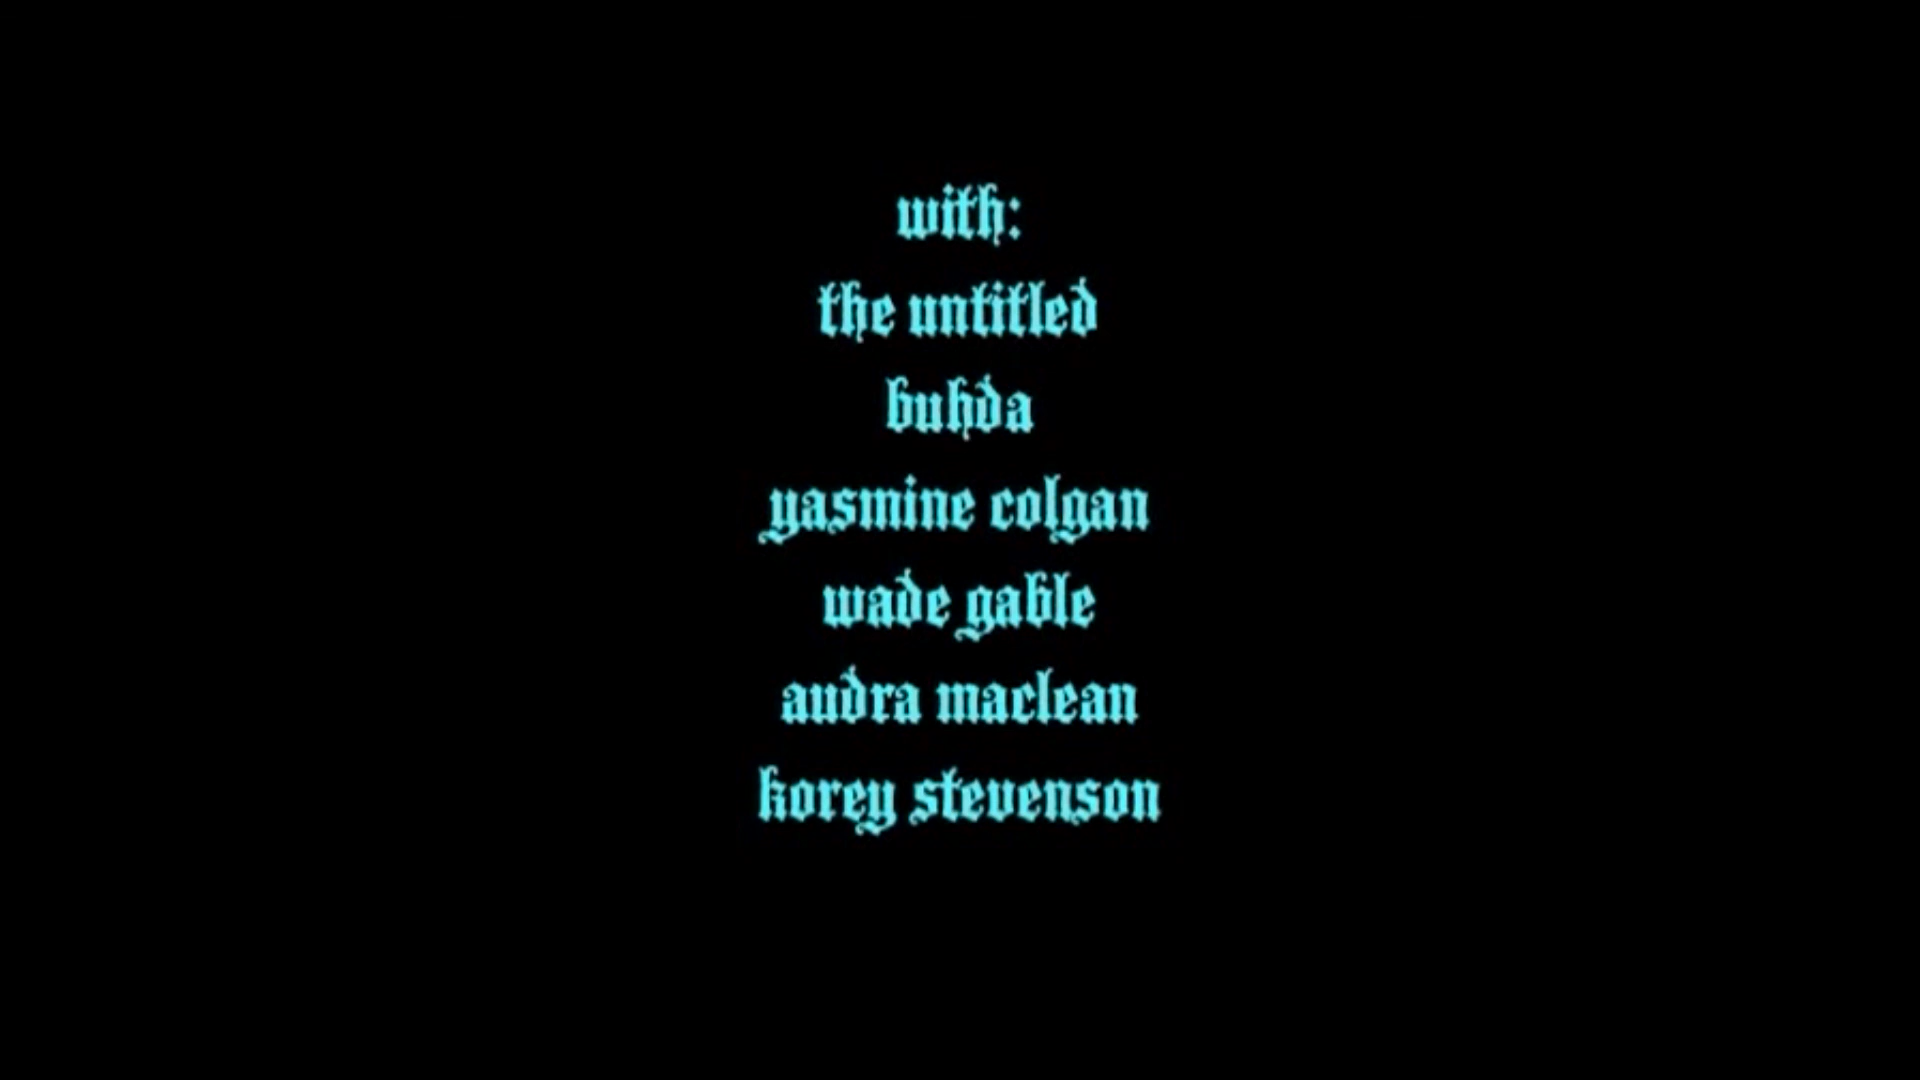 with:
the untitled
buhda
yasmine colgan
wade gable
audra maclean
korey stevenson